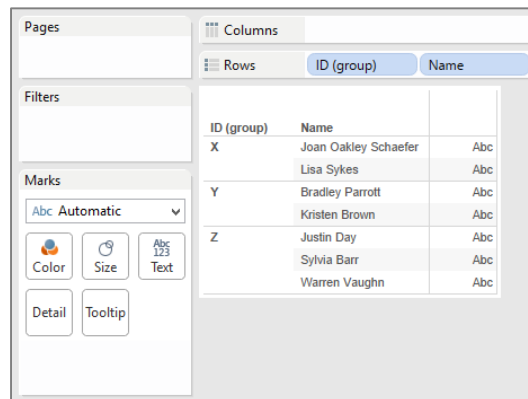 Pages
Columns
Rows ID (group) Name
Filters
ID (group) Name
X Joan Oakley Schaefer Abc
Lisa Sykes Abc
Y Bradley Parrott Abc
Kristen Brown Abc
Z Justin Day Abc
Sylvia Barr Abc
Warren Vaughn Abc
Marks
Abc Automatic
Abc
123
Color Size Text
Detail Tooltip